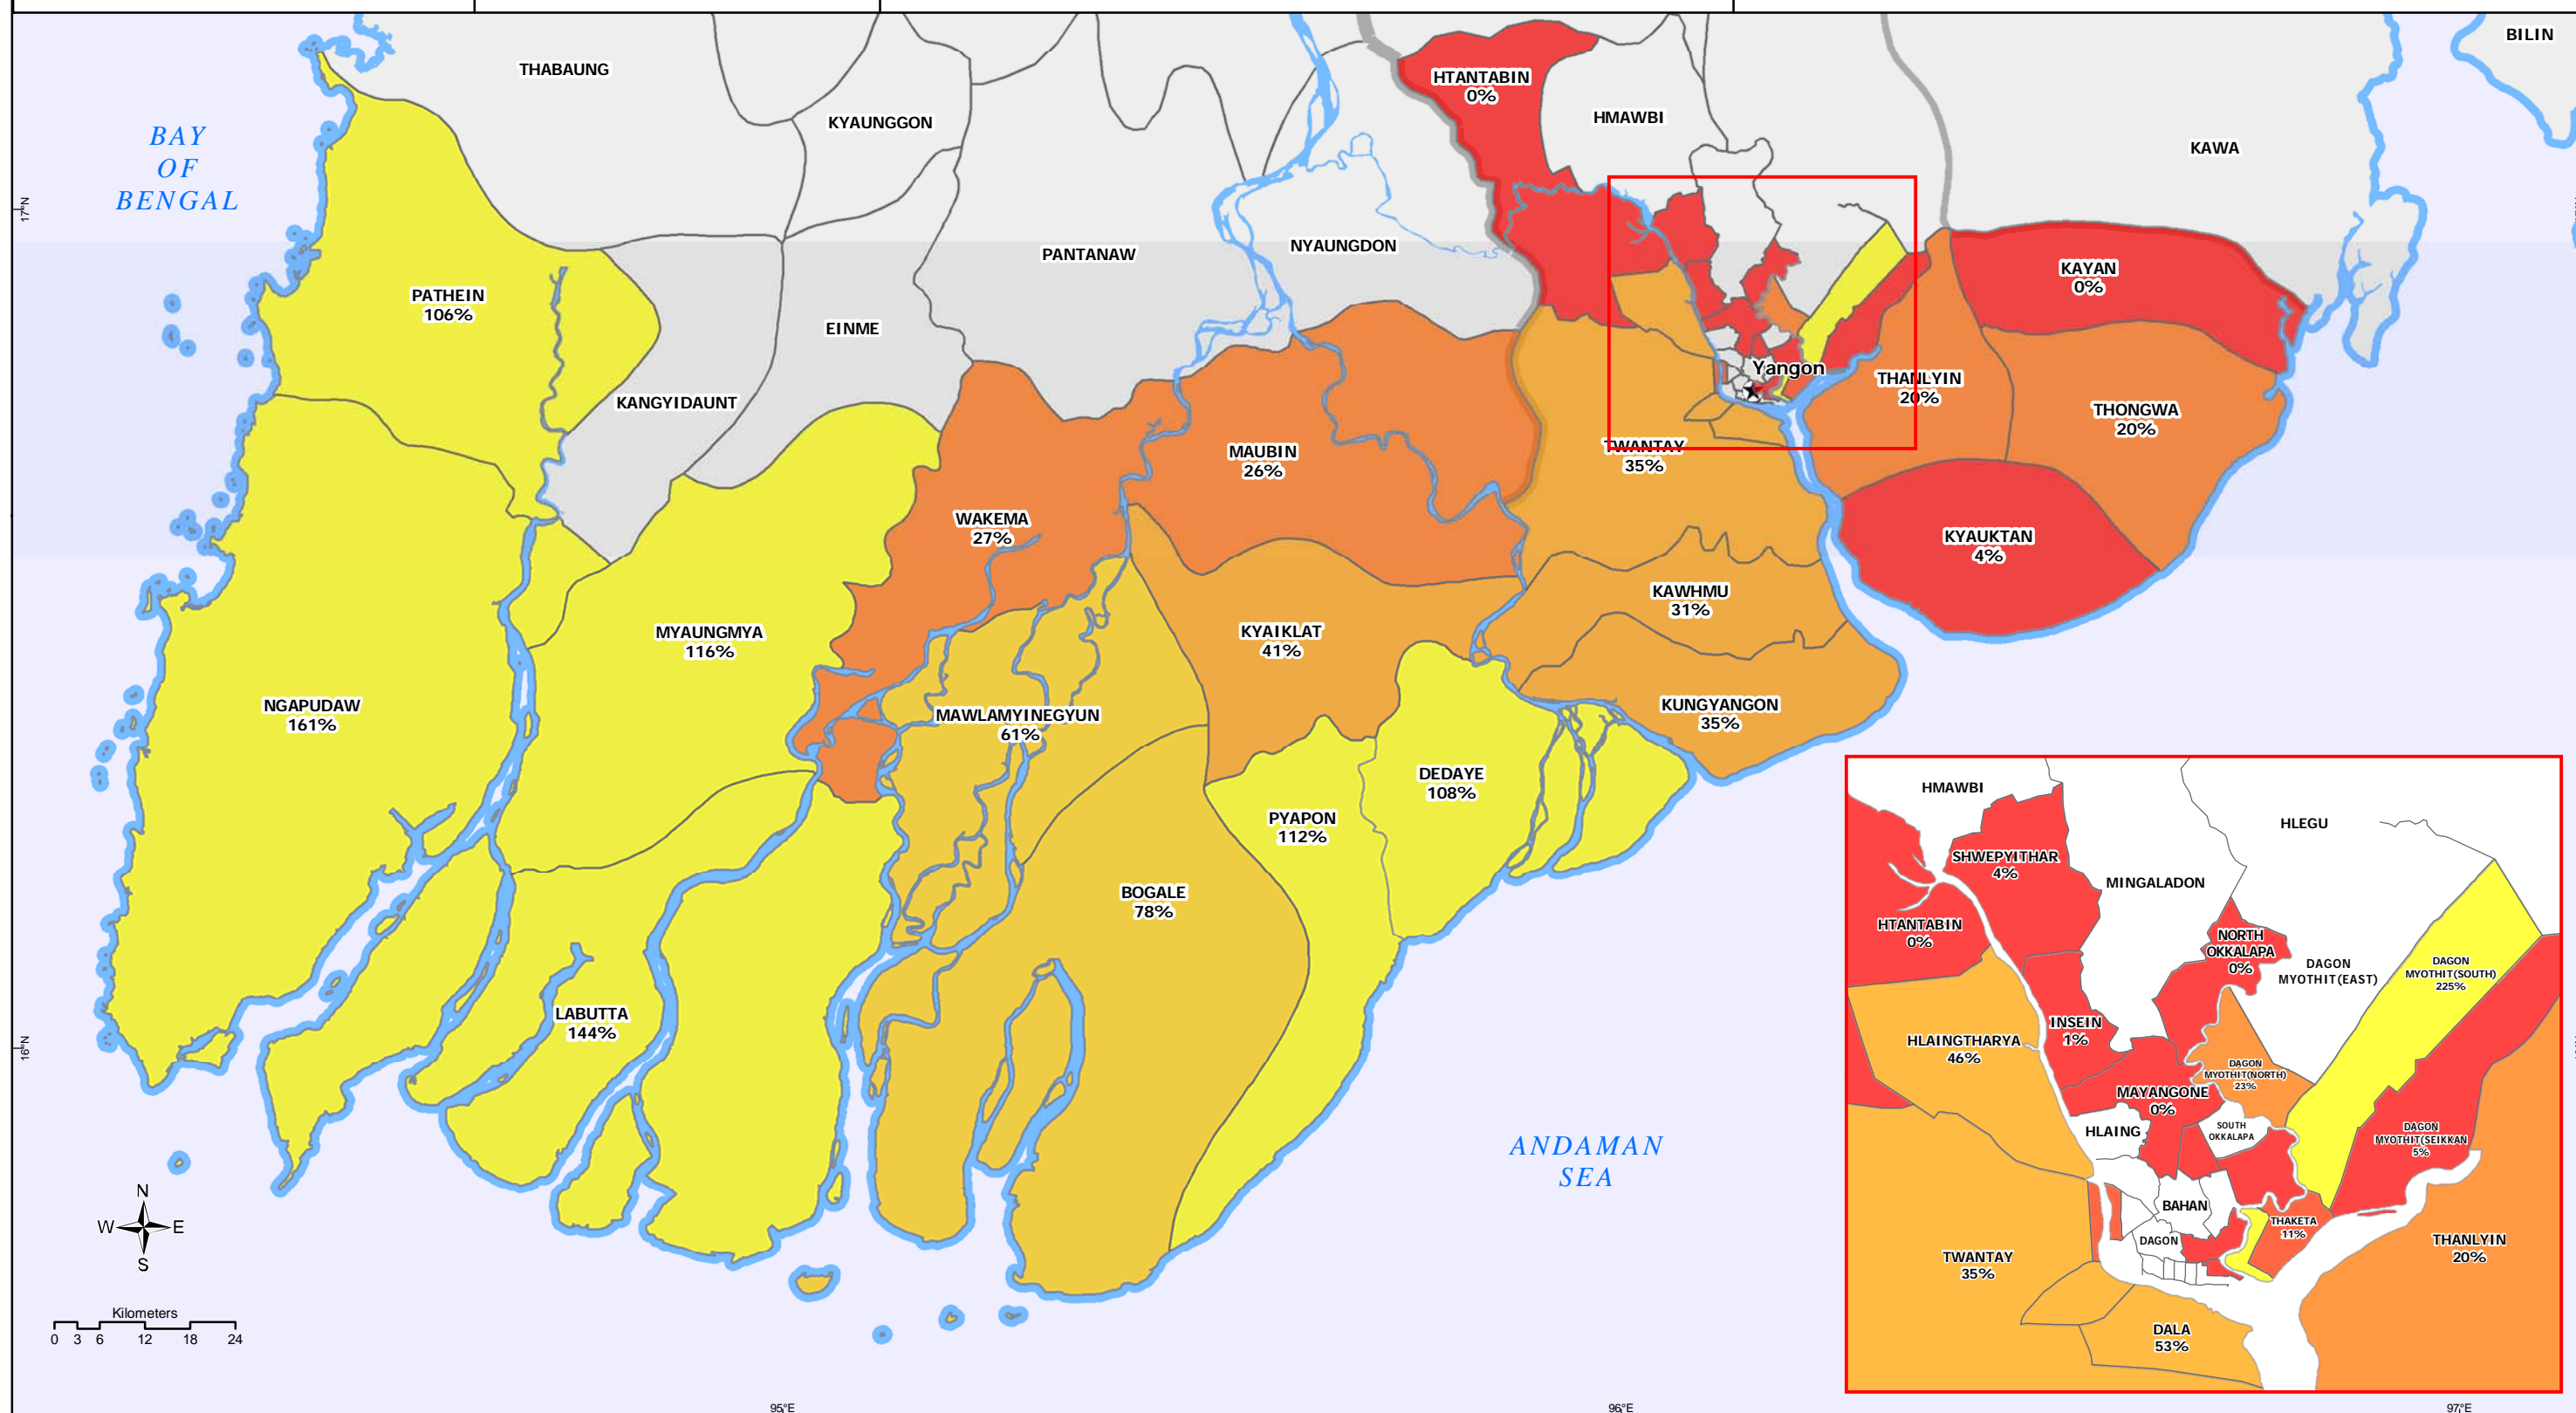 BILIN
THABAUNG
HTANTABIN
0%
KYAUNGGON
HMAWBI
KAWA
BAY
OF
BENGAL
17°N
NYAUNGDON
PANTANAW
KAYAN
0%
PATHEIN
106%
EINME
Yangon
THANLYIN
20%
KANGYIDAUNT
THONGWA
20%
MAUBIN
26%
TWANTAY
35%
WAKEMA
27%
KYAUKTAN
4%
KAWHMU
31%
MYAUNGMYA
116%
KYAIKLAT
41%
NGAPUDAW
161%
MAWLAMYINEGYUN
61%
KUNGYANGON
35%
DEDAYE
108%
PYAPON
112%
BOGALE
78%
LABUTTA
144%
16°N
ANDAMAN
SEA
N
W
E
S
Kilometers
0 3 6 12 18 24
95°E
96°E
97°E
HMAWBI
HLEGU
SHWEPYITHAR
4%
MINGALADON
HTANTABIN
0%
NORTH
OKKALAPA
0%
DAGON
MYOTHIT(EAST)
DAGON
MYOTHIT(SOUTH)
225%
INSEIN
1%
HLAINGTHARYA
46%
DAGON
MYOTHIT(NORTH)
23%
MAYANGONE
0%
HLAING
SOUTH
OKKALAPA
DAGON
MYOTHIT(SEIKKAN
5%
BAHAN
THAKETA
11%
DAGON
THANLYIN
20%
TWANTAY
35%
DALA
53%